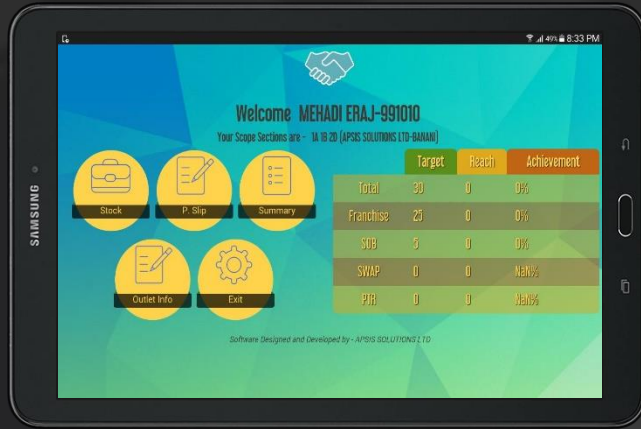 49% 8:33 PM
Welcome MEHADI ERAJ-991010
Your Scope Sections are - 1A 1B 2D (APSIS SOLUTIONS LTD-BANANI)
Target Reach Achievement
Total 30 0 0%
Franchise 25 0 0%
SOB 5 0 0%
SWAP 0 0 NaN%
PTR 0 0 NaN%
Stock P. Slip Summary
Outlet Info Exit
Software Designed and Developed by - APSIS SOLUTIONS LTD
SAMSUNG